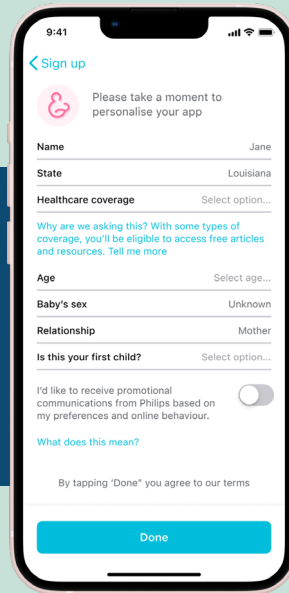 9:41
Sign up
Please take a moment to
personalise your app
Name Jane
State Louisiana
Healthcare coverage Select option...
Why are we asking this? With some types of
coverage, you'll be eligible to access free articles
and resources. Tell me more
Age Select age...
Baby's sex Unknown
Relationship Mother
Is this your first child? Select option...
I'd like to receive promotional
communications from Philips based on
my preferences and online behaviour.
What does this mean?
By tapping 'Done" you agree to our terms
Done